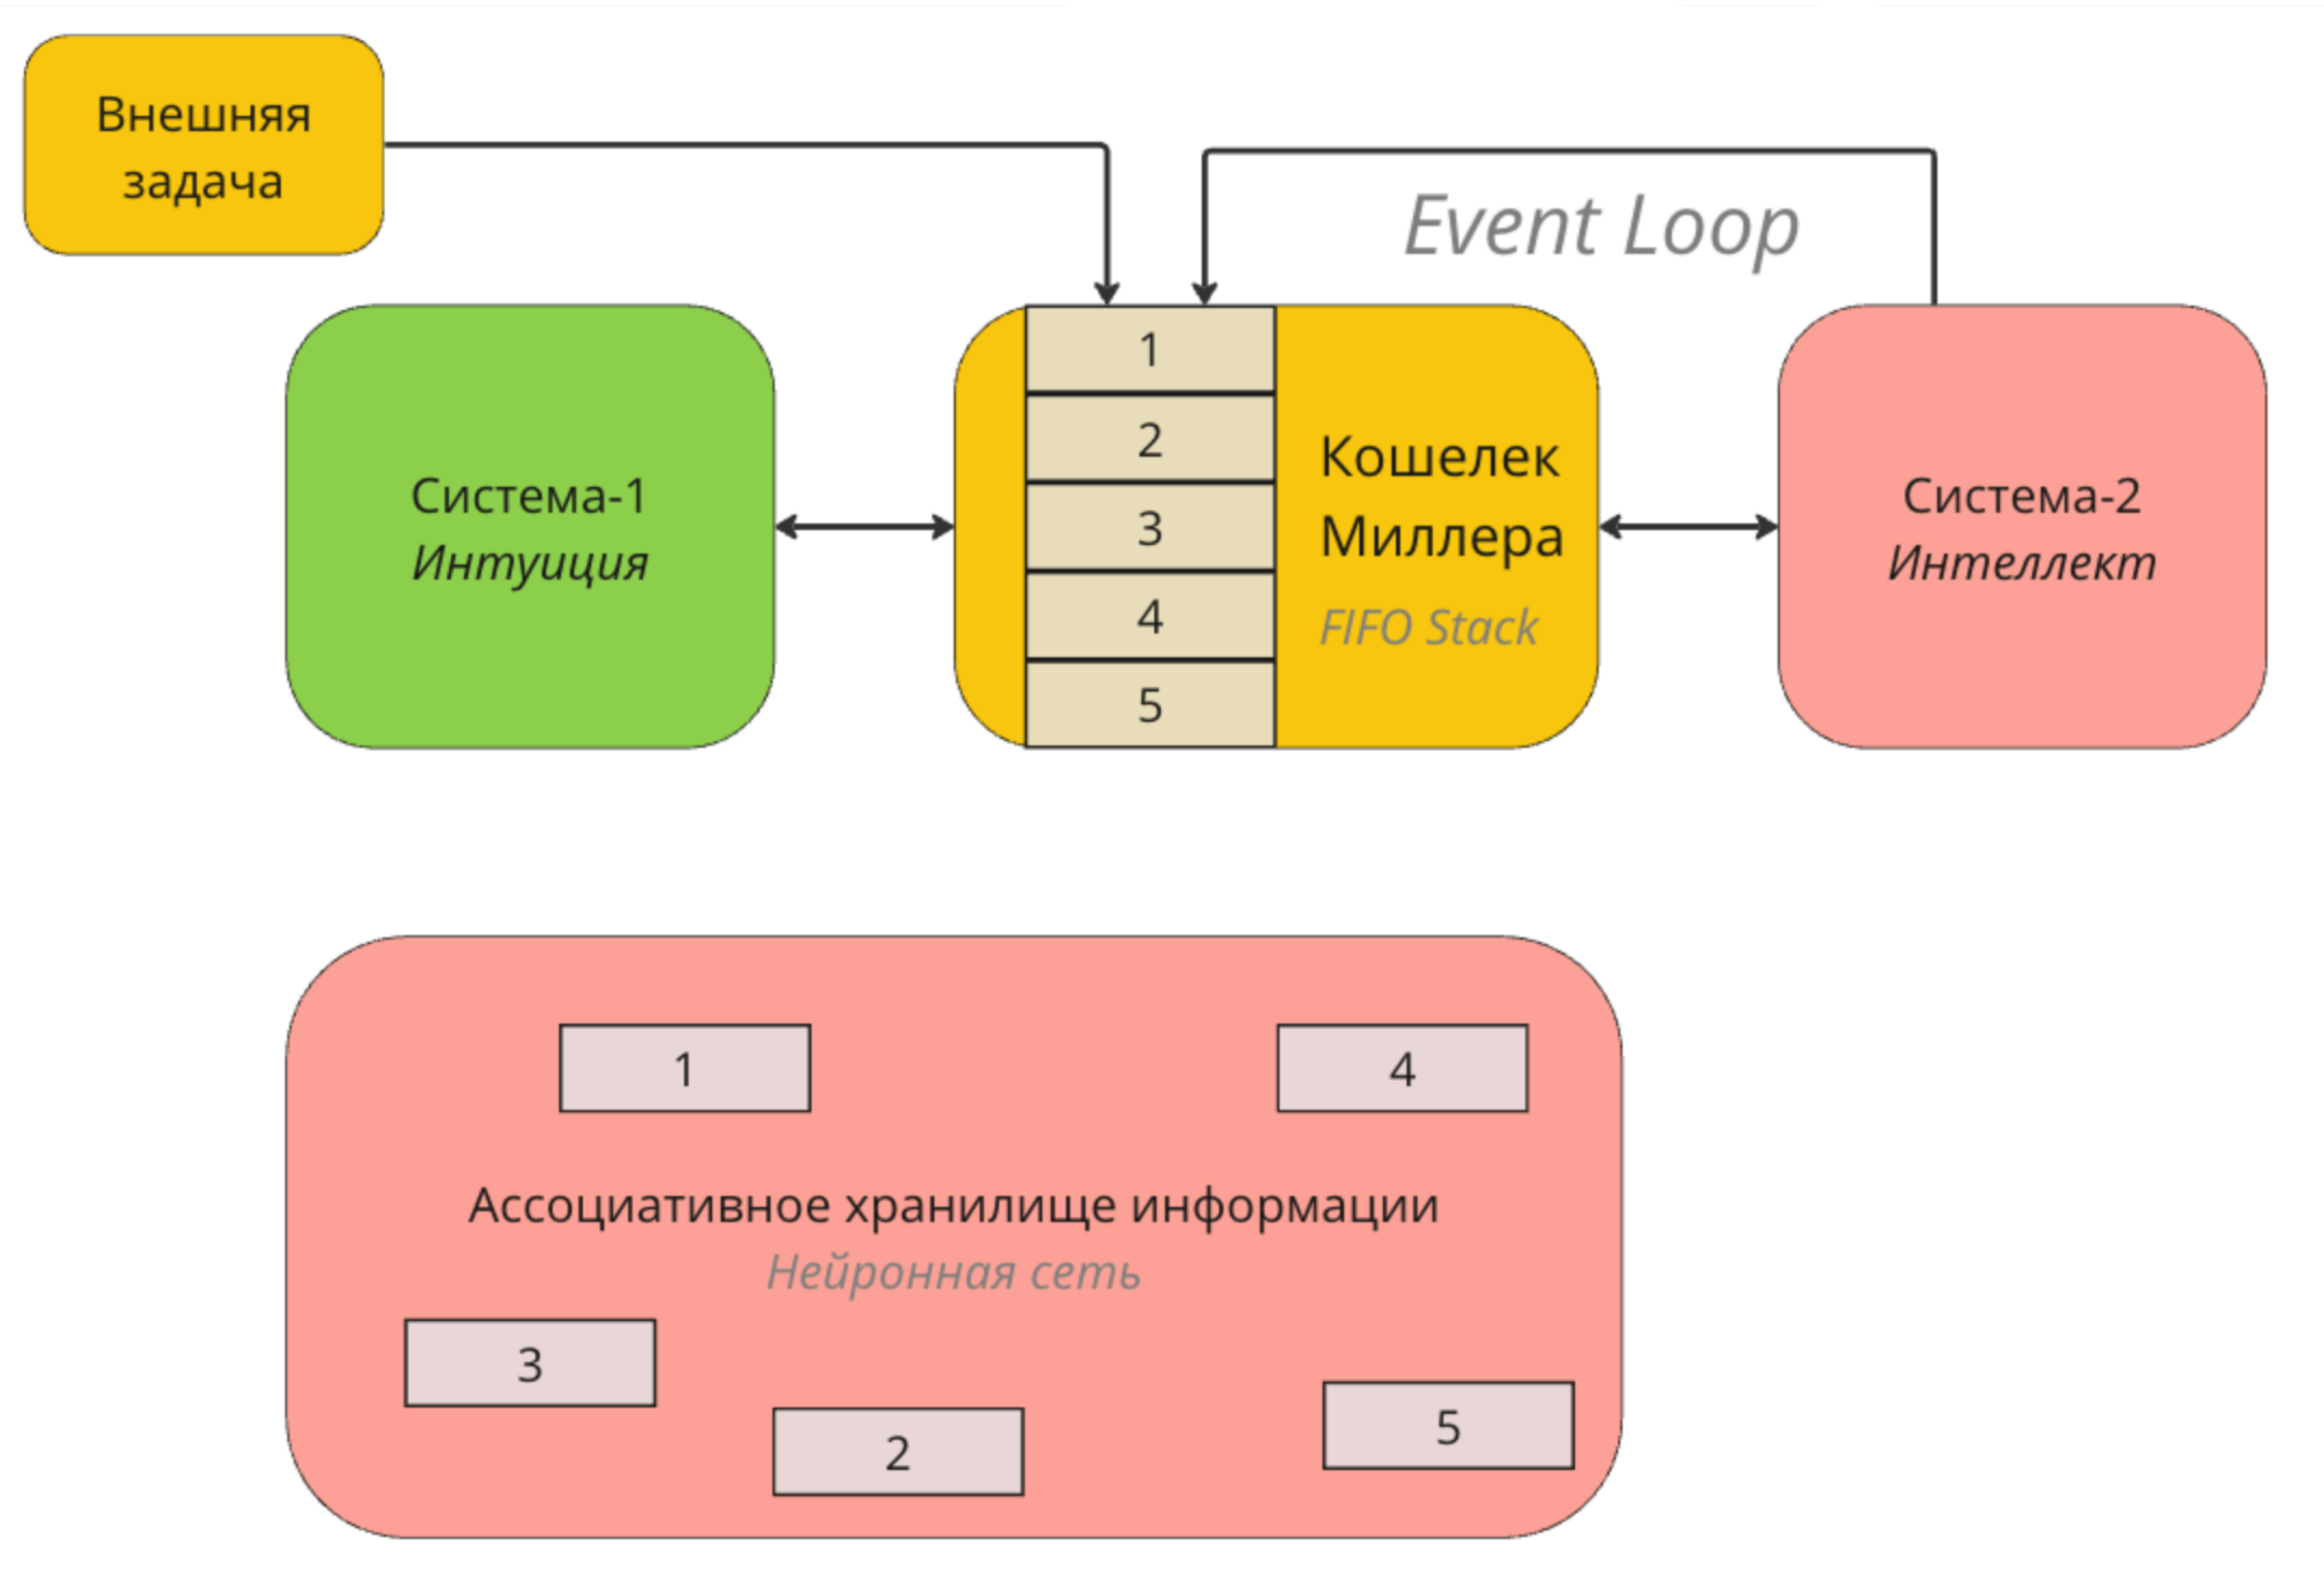 Внешняя
задача
Event Loop
Система-1
Интуиция
1
2
3
4
5
Кошелек
Миллера
FIFO Stack
Система-2
Интеллект
1
4
Ассоциативное хранилище информации
Нейронная сеть
3
2
5